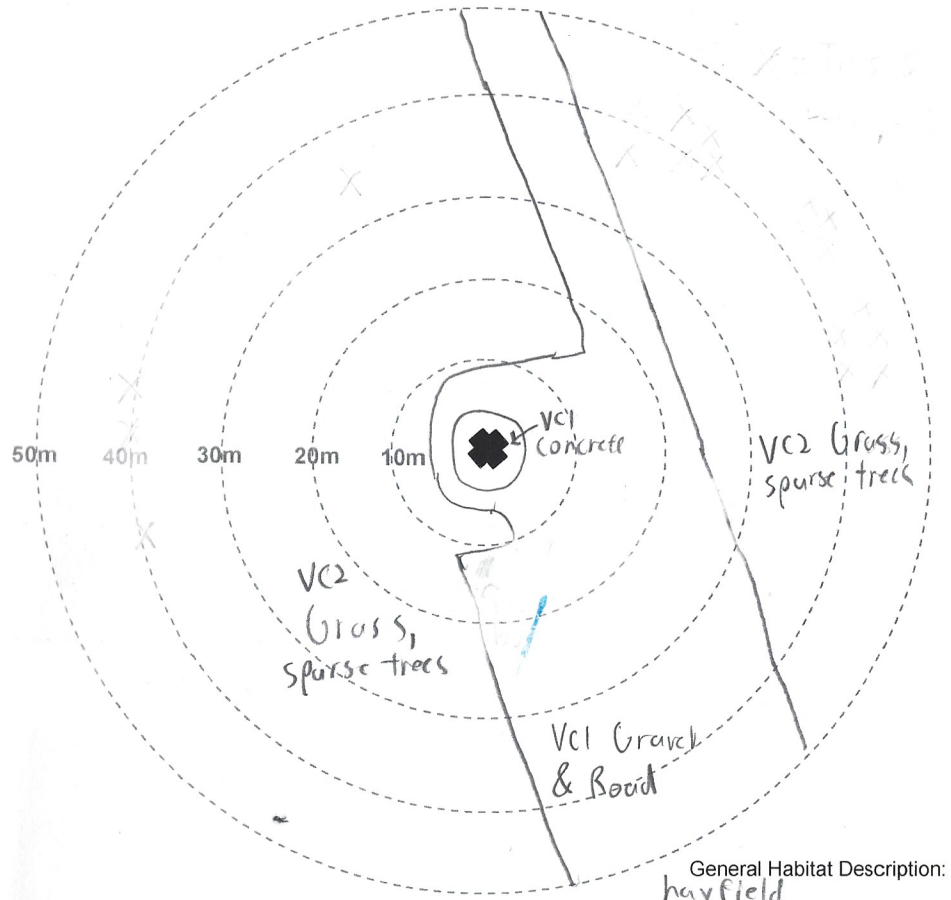 VC1
concrete
50m 40m 30m 20m 10m
VC2 Grass,
sparse trees
VC2
Grass,
sparse trees
VC1 Gravel
& Road
General Habitat Description:
hayfield